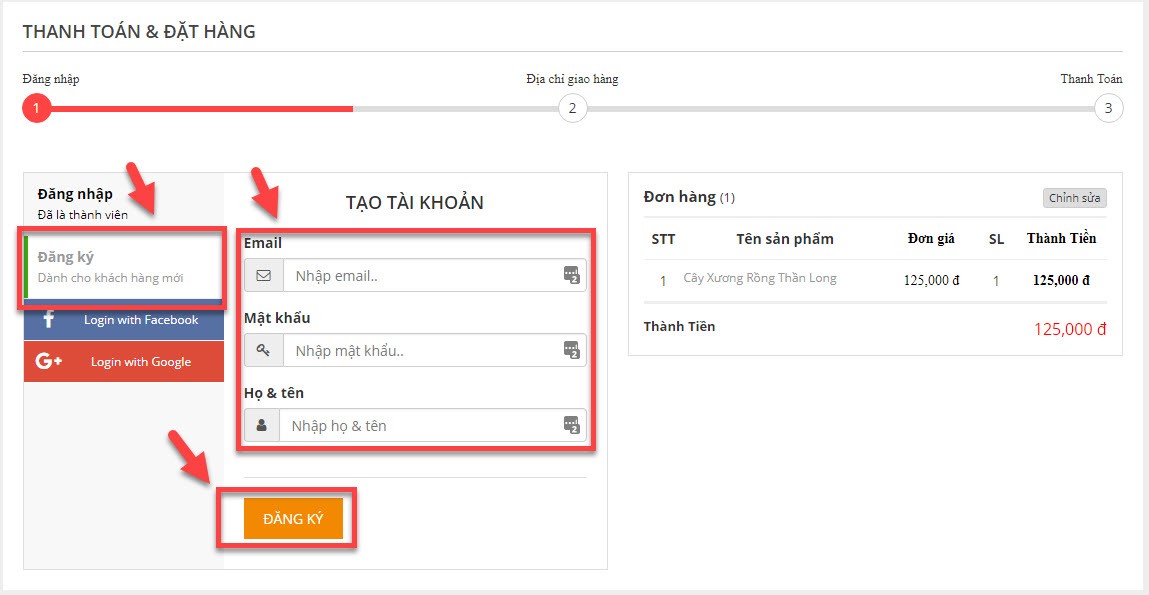 THANH TOÁN & ĐẶT HÀNG
Đăng nhập
Địa chỉ giao hàng
Thanh Toán
1
2
3
Đăng nhập
Đã là thành viên
Đăng ký
Dành cho khách hàng mới
f Login with Facebook
G+ Login with Google
TẠO TÀI KHOẢN
Email
Nhập email..
2
Mật khẩu
Nhập mật khẩu..
2
Họ & tên
Nhập họ & tên
2
ĐĂNG KÝ
Đơn hàng (1)
Chỉnh sửa
STT Tên sản phẩm Đơn giá SL Thành Tiền
1 Cây Xương Rồng Thần Long 125,000 đ 1 125,000 đ
Thành Tiền 125,000 đ